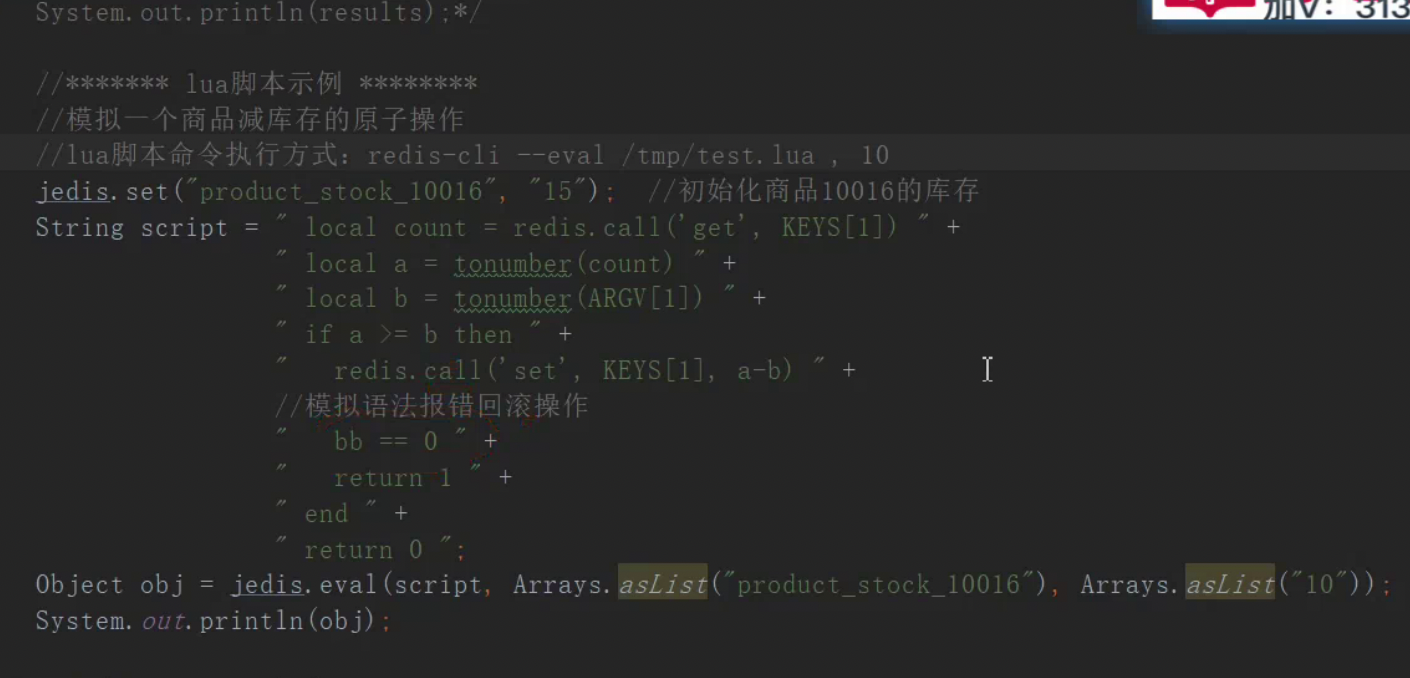 System.out.println(results);*/
加V: 313
//******* lua脚本示例 ********
//模拟一个商品减库存的原子操作
//lua脚本命令执行方式：redis-cli --eval /tmp/test.lua , 10
jedis.set("product_stock_10016", "15");  //初始化商品10016的库存
String script = " local count = redis.call('get', KEYS[1]) " +
" local a = tonumber(count) " +
" local b = tonumber(ARGV[1]) " +
" if a >= b then " +
"   redis.call('set', KEYS[1], a-b) " +
//模拟语法报错回滚操作
"   bb == 0 " +
"   return 1 " +
" end " +
" return 0 ";
Object obj = jedis.eval(script, Arrays.asList("product_stock_10016"), Arrays.asList("10"));
System.out.println(obj);